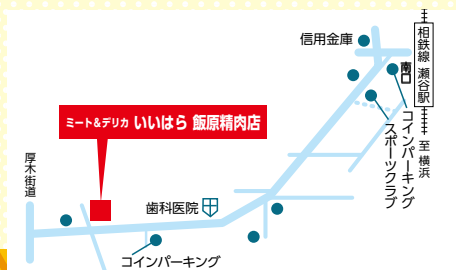 信用金庫
相鉄線 瀬谷駅
南口
至 横浜
コインパーキング
スポーツクラブ
ミート&デリカ いいはら 飯原精肉店
厚木街道
歯科医院
コインパーキング